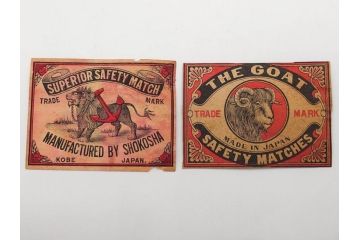 SUPERIOR SAFETY MATCH
TRADE MARK
MANUFACTURED BY SHOKOSHA
KOBE JAPAN.
THE GOAT
TRADE MARK
MADE IN JAPAN
SAFETY MATCHES